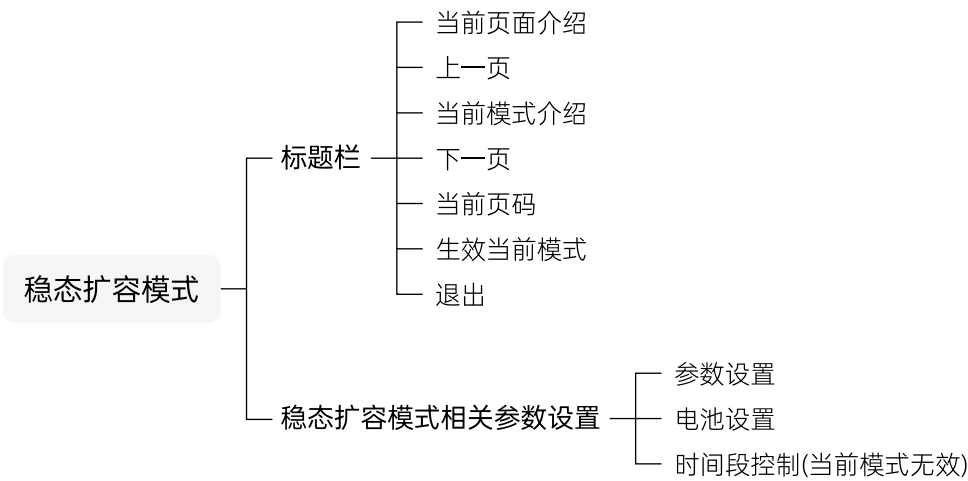 当前页面介绍
上一页
当前模式介绍
标题栏
下一页
当前页码
生效当前模式
退出
稳态扩容模式
稳态扩容模式相关参数设置
参数设置
电池设置
时间段控制(当前模式无效)